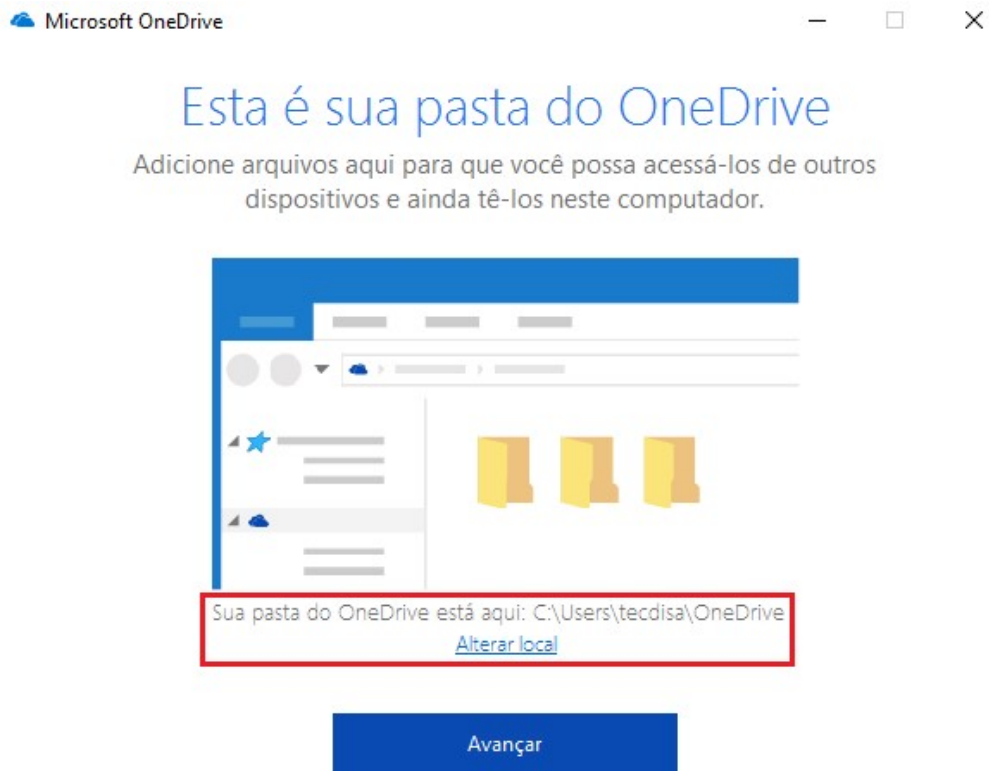 Microsoft OneDrive
Esta é sua pasta do OneDrive
Adicione arquivos aqui para que você possa acessá-los de outros
dispositivos e ainda tê-los neste computador.
Sua pasta do OneDrive está aqui: C:\Users\tecdisa\OneDrive
Alterar local
Avançar